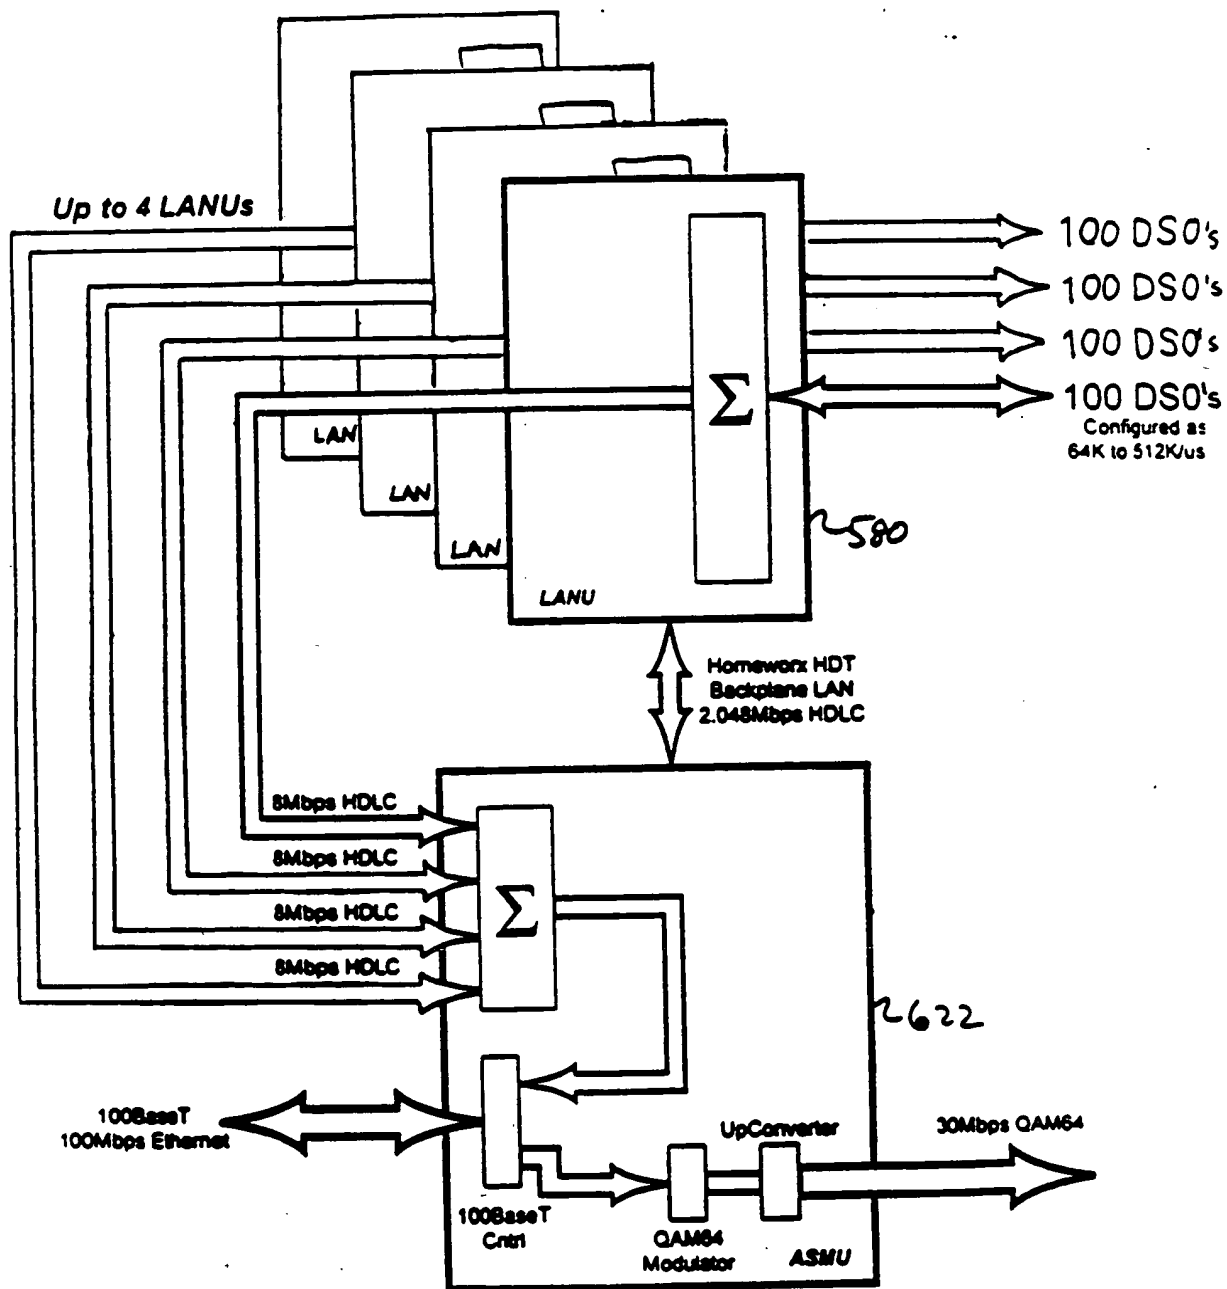 Up to 4 LANUs
100 DS0's
100 DS0's
100 DS0's
100 DS0's
Configured as
64K to 512K/us
Σ
LAN
LAN
LAN
LANU
580
Homeworx HDT
Backplane LAN
2.048Mbps HDLC
8Mbps HDLC
8Mbps HDLC
8Mbps HDLC
8Mbps HDLC
Σ
622
100BaseT
100Mbps Ethernet
UpConverter
30Mbps QAM64
100BaseT
Cntrl
QAM64
Modulator
ASMU